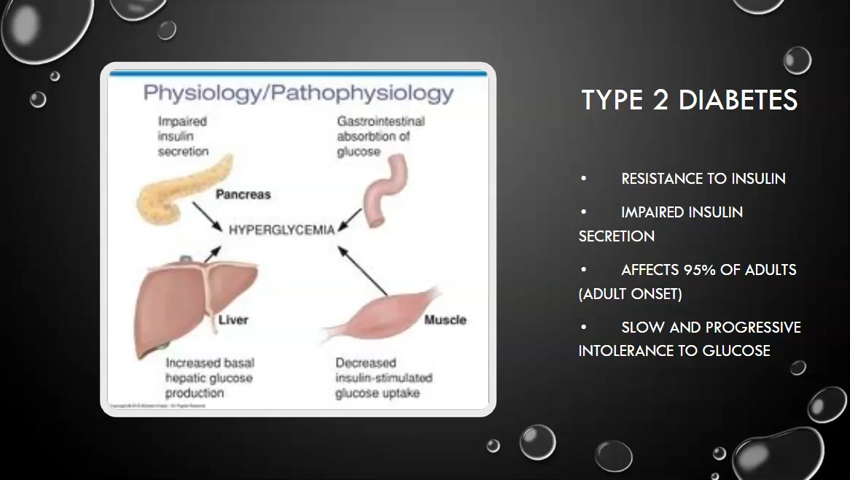 Physiology/Pathophysiology
Impaired
insulin
secretion
Gastrointestinal
absorbtion of
glucose
Pancreas
HYPERGLYCEMIA
Liver
Muscle
Increased basal
hepatic glucose
production
Decreased
insulin-stimulated
glucose uptake
TYPE 2 DIABETES
• RESISTANCE TO INSULIN
• IMPAIRED INSULIN
SECRETION
• AFFECTS 95% OF ADULTS
(ADULT ONSET)
• SLOW AND PROGRESSIVE
INTOLERANCE TO GLUCOSE